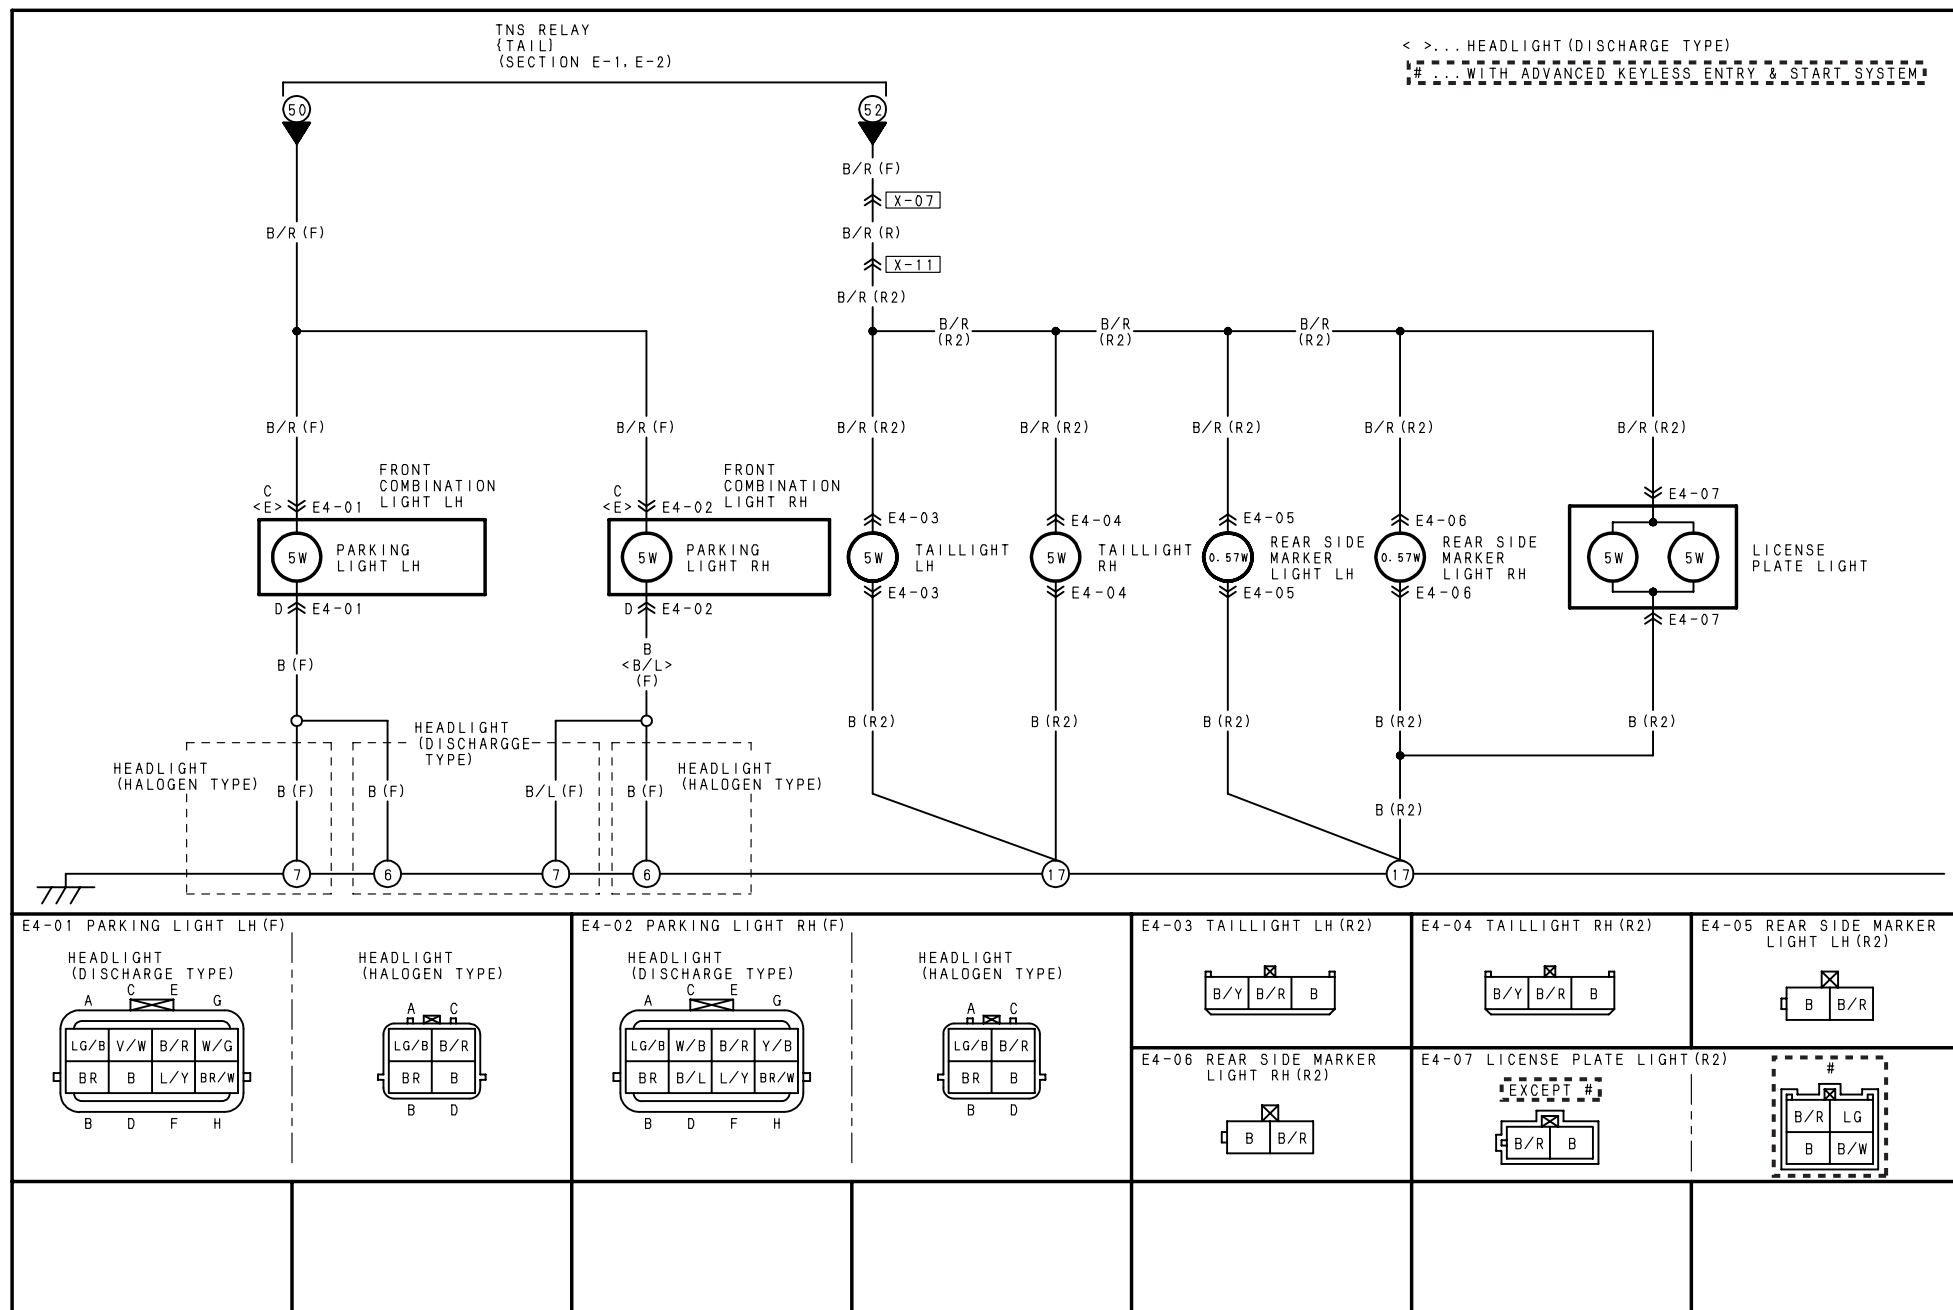 TNS RELAY
{TAIL}
(SECTION E-1, E-2)
< >... HEADLIGHT (DISCHARGE TYPE)
# ... WITH ADVANCED KEYLESS ENTRY & START SYSTEM
50
52
B/R (F)
X-07
B/R (F)
B/R (R)
X-11
B/R (R2)
B/R
(R2)
B/R
(R2)
B/R
(R2)
B/R (F)
B/R (F)
B/R (R2)
B/R (R2)
B/R (R2)
B/R (R2)
B/R (R2)
FRONT
COMBINATION
LIGHT LH
C
<E>
E4-01
FRONT
COMBINATION
LIGHT RH
C
<E>
E4-02
E4-03
E4-04
E4-05
E4-06
E4-07
5W
PARKING
LIGHT LH
5W
PARKING
LIGHT RH
5W
TAILLIGHT
LH
5W
TAILLIGHT
RH
0.57W
REAR SIDE
MARKER
LIGHT LH
0.57W
REAR SIDE
MARKER
LIGHT RH
5W
5W
LICENSE
PLATE LIGHT
D
E4-01
D
E4-02
E4-03
E4-04
E4-05
E4-06
E4-07
B (F)
B
<B/L>
(F)
B (R2)
B (R2)
B (R2)
B (R2)
B (R2)
HEADLIGHT
(DISCHARGGE
TYPE)
HEADLIGHT
(HALOGEN TYPE)
HEADLIGHT
(HALOGEN TYPE)
B (F)
B (F)
B/L (F)
B (F)
B (R2)
7
6
7
6
17
17
E4-01 PARKING LIGHT LH (F)
HEADLIGHT
(DISCHARGE TYPE)
A C E G
LG/B V/W B/R W/G
BR B L/Y BR/W
B D F H
HEADLIGHT
(HALOGEN TYPE)
A C
LG/B B/R
BR B
B D
E4-02 PARKING LIGHT RH (F)
HEADLIGHT
(DISCHARGE TYPE)
A C E G
LG/B W/B B/R Y/B
BR B/L L/Y BR/W
B D F H
HEADLIGHT
(HALOGEN TYPE)
A C
LG/B B/R
BR B
B D
E4-03 TAILLIGHT LH (R2)
B/Y B/R B
E4-04 TAILLIGHT RH (R2)
B/Y B/R B
E4-05 REAR SIDE MARKER
LIGHT LH (R2)
B B/R
E4-06 REAR SIDE MARKER
LIGHT RH (R2)
B B/R
E4-07 LICENSE PLATE LIGHT (R2)
EXCEPT #
B/R B
#
B/R LG
B B/W